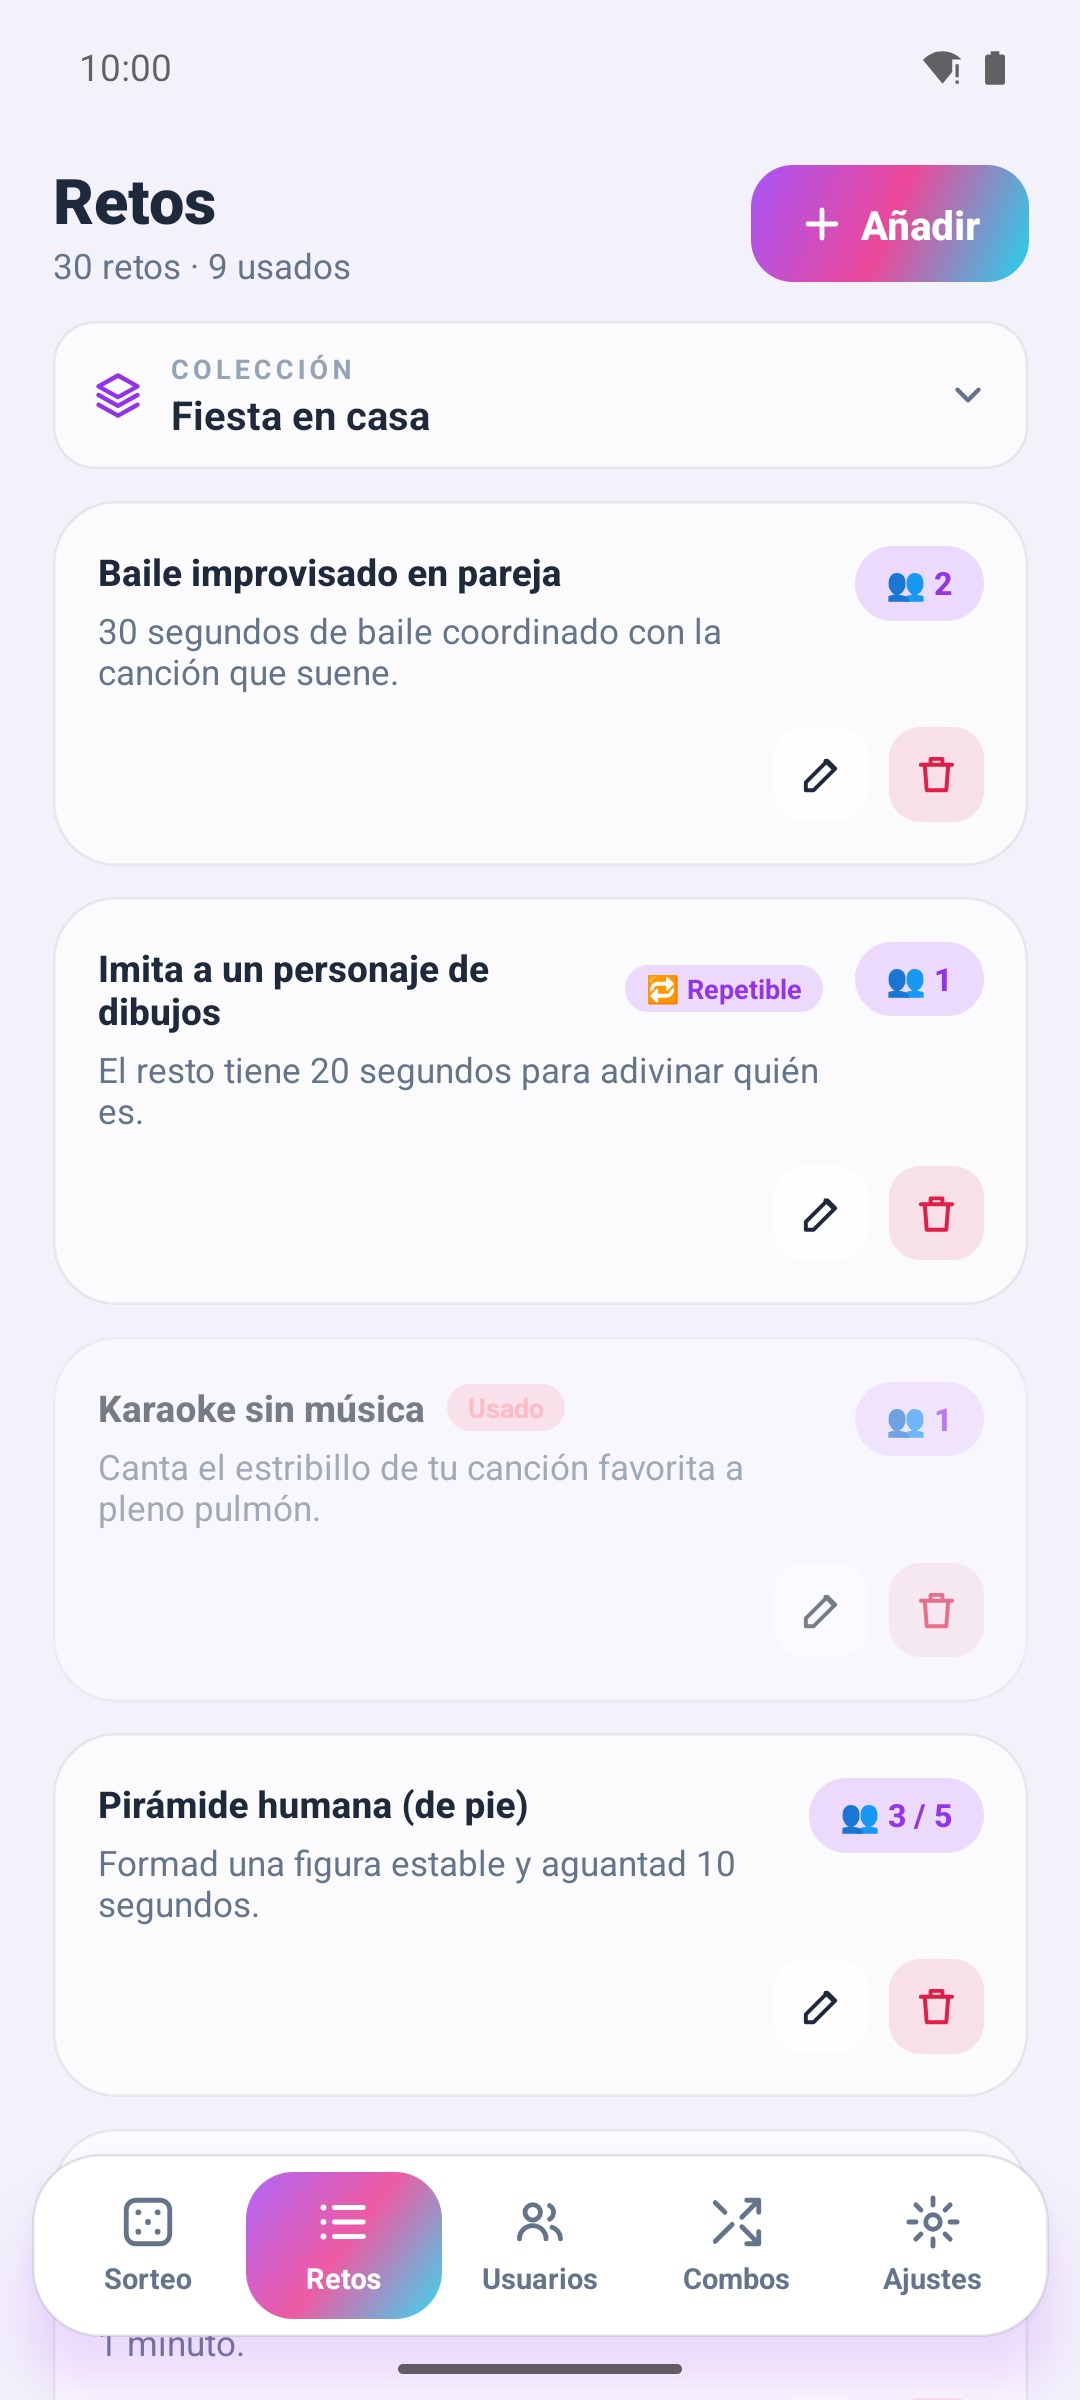 10:00
Retos
30 retos · 9 usados
+ Añadir
COLECCIÓN
Fiesta en casa
Baile improvisado en pareja
👥 2
30 segundos de baile coordinado con la
canción que suene.
Imita a un personaje de
dibujos
🔁 Repetible
👥 1
El resto tiene 20 segundos para adivinar quién
es.
Karaoke sin música
Usado
👥 1
Canta el estribillo de tu canción favorita a
pleno pulmón.
Pirámide humana (de pie)
👥 3 / 5
Formad una figura estable y aguantad 10
segundos.
Sorteo
Retos
Usuarios
Combos
Ajustes
1 minuto.